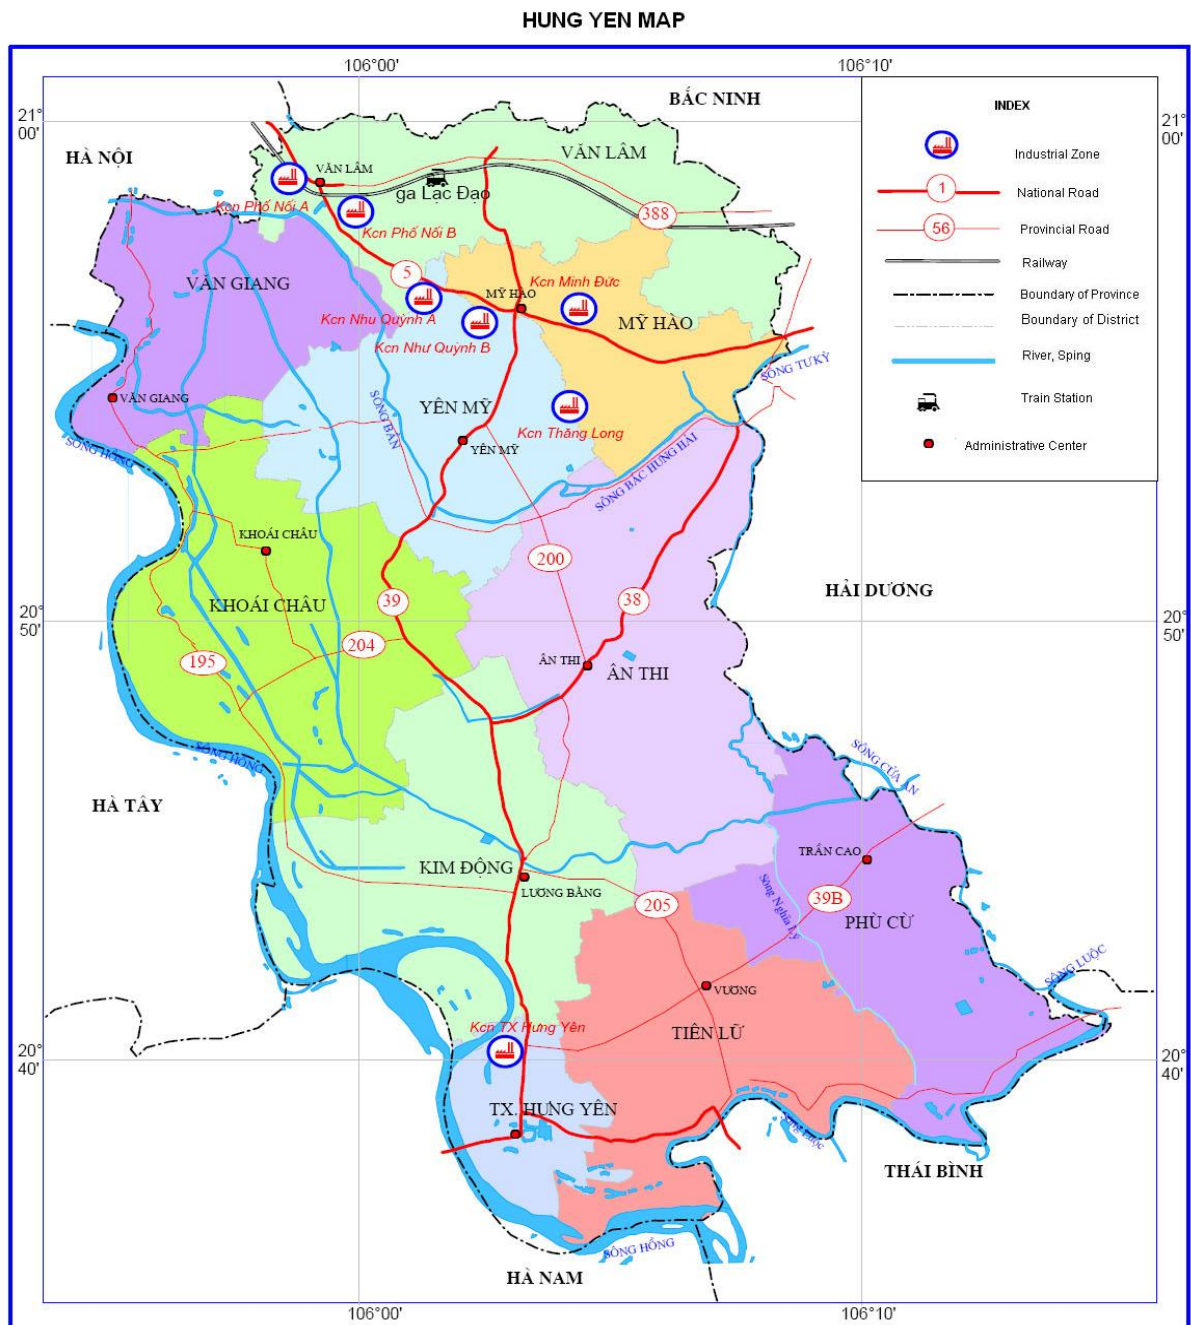 HUNG YEN MAP
106°00'
106°10'
BẮC NINH
21°
00'
21°
00'
INDEX
Industrial Zone
1
National Road
56
Provincial Road
Railway
Boundary of Province
Boundary of District
River, Sping
Train Station
Administrative Center
HÀ NỘI
VĂN LÂM
VĂN LÂM
ga Lạc Đạo
Kcn Phố Nối A
Kcn Phố Nối B
388
5
VĂN GIANG
Kcn Minh Đức
MỸ HÀO
MỸ HÀO
Kcn Nhu Quỳnh A
Kcn Như Quỳnh B
SÔNG TƯ KỲ
VĂN GIANG
YÊN MỸ
SÔNG BẦN
Kcn Thăng Long
YÊN MỸ
SÔNG HỒNG
SÔNG BẮC HƯNG HẢI
KHOÁI CHÂU
200
HẢI DƯƠNG
KHOÁI CHÂU
39
38
20°
50'
20°
50'
204
195
ÂN THI
ÂN THI
SÔNG HỒNG
SÔNG CỬA AN
HÀ TÂY
TRẦN CAO
KIM ĐỘNG
LƯƠNG BẰNG
205
Sông Nghĩa Lý
39B
PHÙ CỪ
SÔNG LUỘC
VƯƠNG
Kcn TX Hưng Yên
TIÊN LỮ
20°
40'
20°
40'
TX. HƯNG YÊN
Sông Luộc
THÁI BÌNH
SÔNG HỒNG
HÀ NAM
106°00'
106°10'